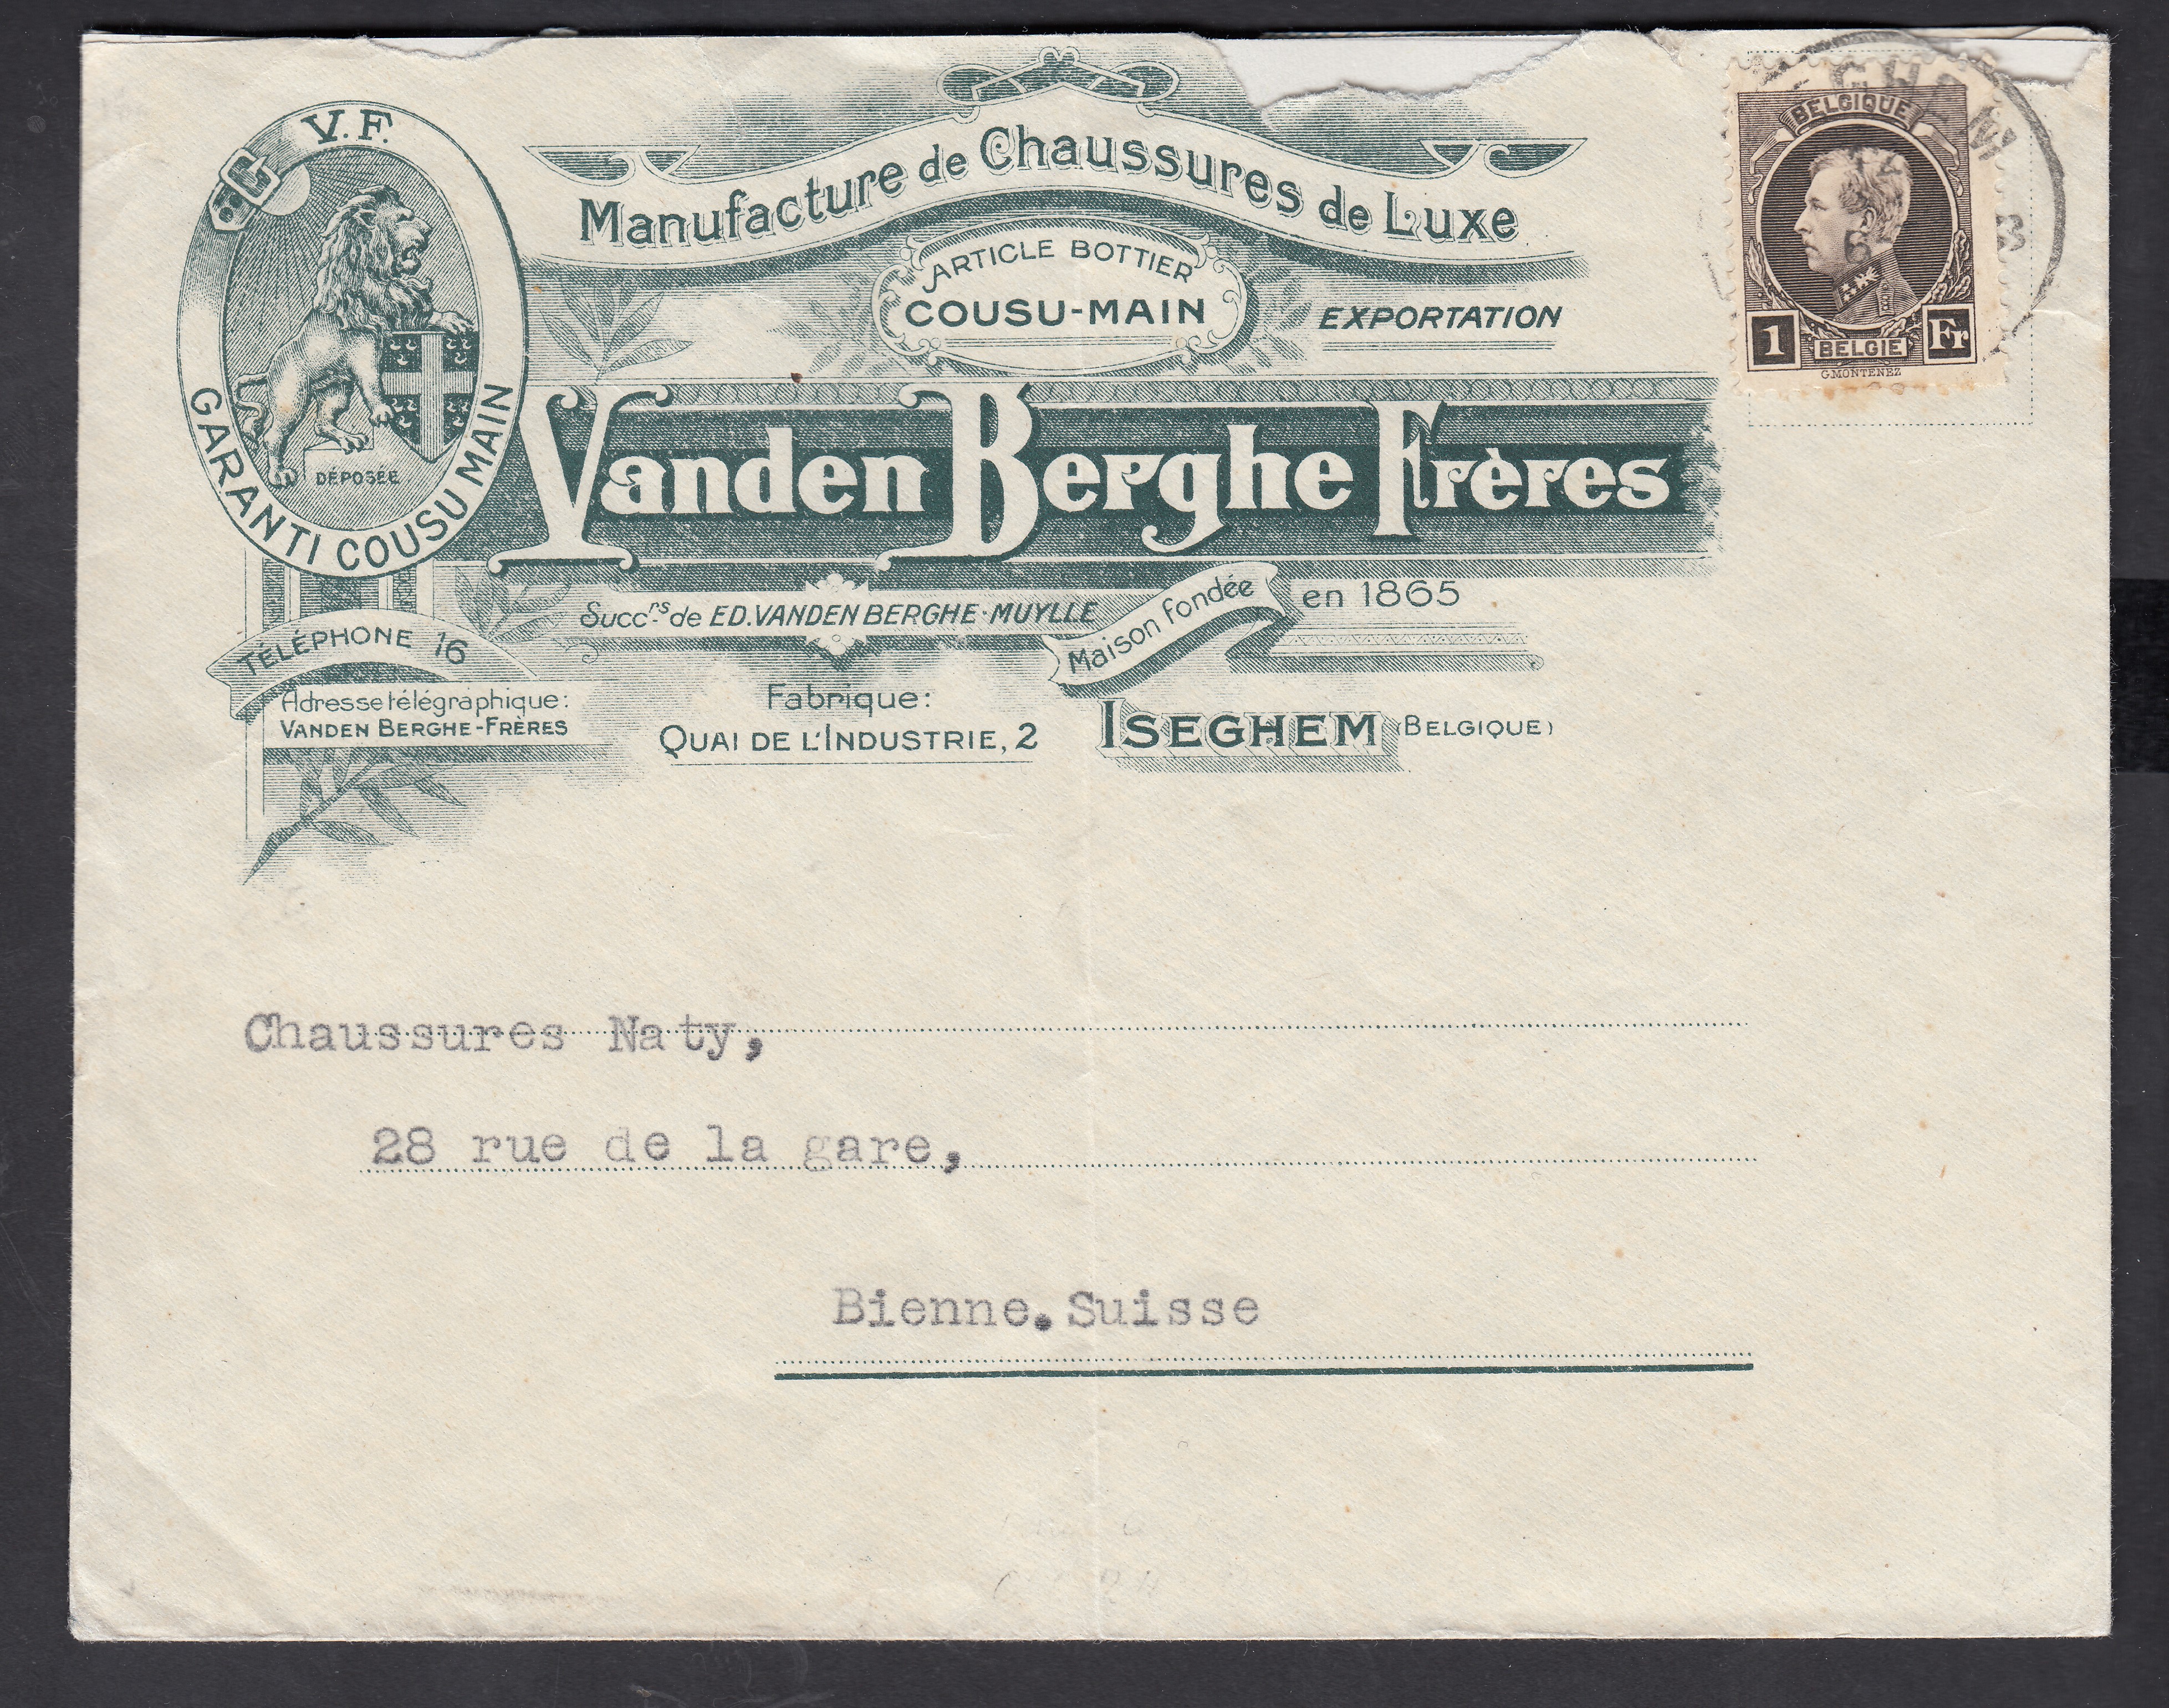 V.F.
GARANTI COUSU MAIN
DÉPOSÉE
Manufacture de Chaussures de Luxe
ARTICLE BOTTIER
COUSU-MAIN
EXPORTATION
Vanden Berghe Frères
Succrs de ED. VANDEN BERGHE-MUYLLE
Maison fondée en 1865
TÉLÉPHONE 16
Adresse télégraphique:
VANDEN BERGHE-FRÈRES
Fabrique:
QUAI DE L'INDUSTRIE, 2
ISEGHEM (BELGIQUE)
BELGIQUE
1 Fr
BELGIE
G.MONTENEZ
GHEM
Chaussures Naty,
28 rue de la gare,
Bienne.Suisse